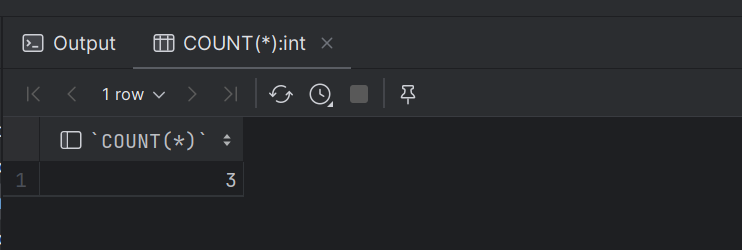 Output COUNT(*):int
1 row
`COUNT(*)`
1 3